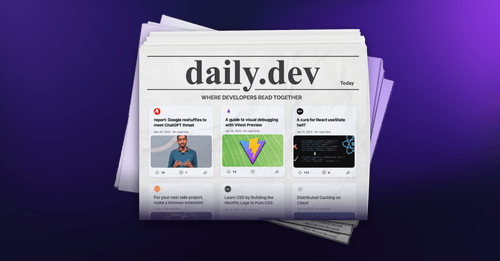 daily.dev
Today
WHERE DEVELOPERS READ TOGETHER
report: Google reshuffles to
meet ChatGPT threat
A guide to visual debugging
with Vitest Preview
A cure for React useState
hell?
For your next side project,
make a browser extension
Learn CSS by Building the
Netflix Logo in Pure CSS
Distributed Caching on
Cloud